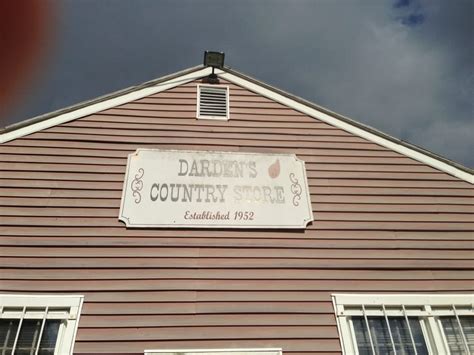 DARDEN'S
COUNTRY STORE
Established 1952